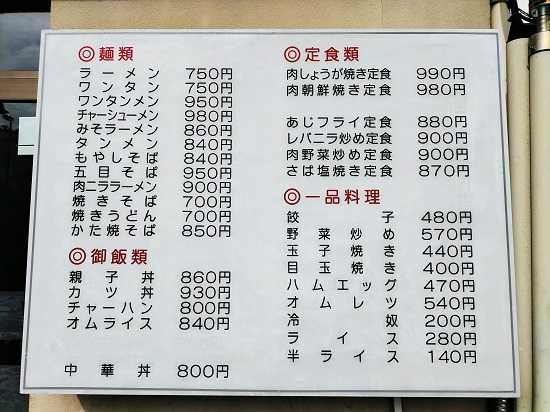 ◎麺類
ラーメン 750円
ワンタン 750円
ワンタンメン 950円
チャーシューメン 980円
みそラーメン 860円
タンメン 840円
もやしそば 840円
五目そば 950円
肉ニララーメン 900円
焼きそば 700円
焼きうどん 700円
かた焼そば 850円
◎御飯類
親子丼 860円
カツ丼 930円
チャーハン 800円
オムライス 840円
中華丼 800円
◎定食類
肉しょうが焼き定食 990円
肉朝鮮焼き定食 980円
あじフライ定食 880円
レバニラ炒め定食 900円
肉野菜炒め定食 900円
さば塩焼き定食 870円
◎一品料理
餃子 480円
野菜炒め 570円
玉子焼き 440円
目玉焼き 400円
ハムエッグ 470円
オムレツ 540円
冷奴 200円
ライス 280円
半ライス 140円